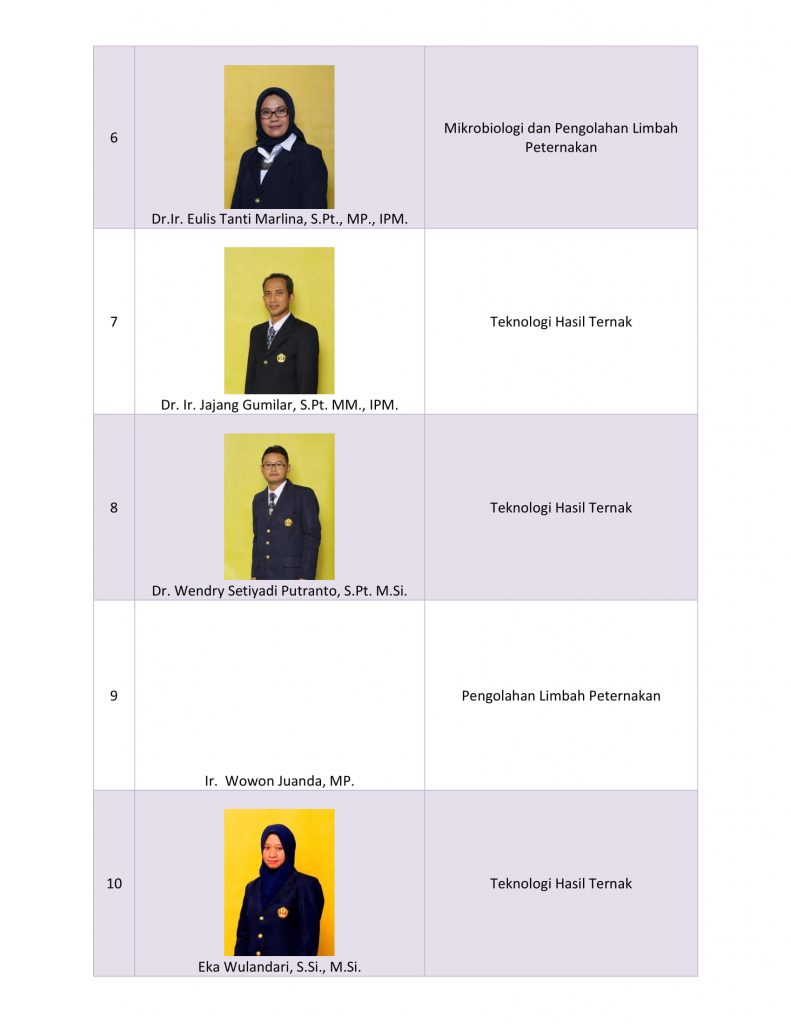 6
Dr.Ir. Eulis Tanti Marlina, S.Pt., MP., IPM.
Mikrobiologi dan Pengolahan Limbah
Peternakan
7
Dr. Ir. Jajang Gumilar, S.Pt. MM., IPM.
Teknologi Hasil Ternak
8
Dr. Wendry Setiyadi Putranto, S.Pt. M.Si.
Teknologi Hasil Ternak
9
Ir.  Wowon Juanda, MP.
Pengolahan Limbah Peternakan
10
Eka Wulandari, S.Si., M.Si.
Teknologi Hasil Ternak